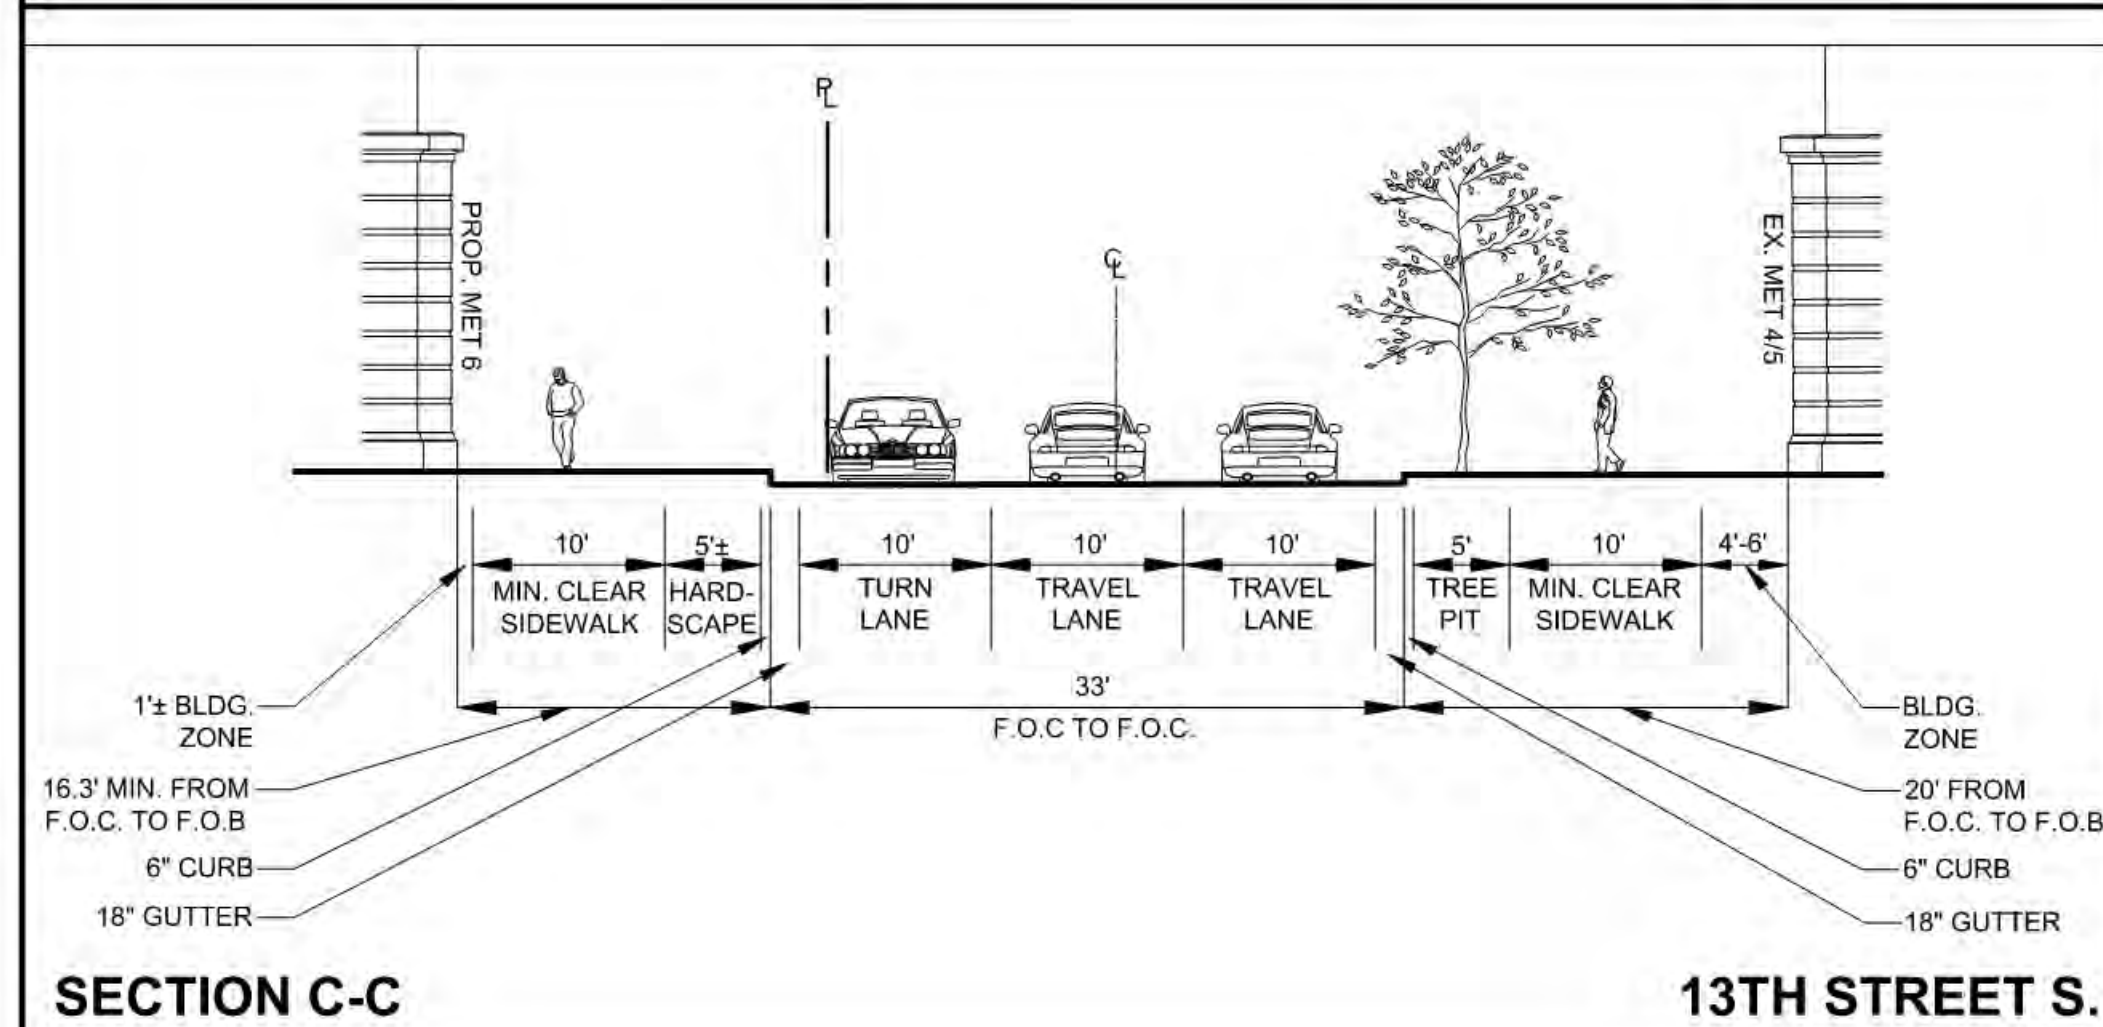 PL
CL
PROP. MET 6
EX. MET 4/5
10'
5'±
10'
10'
10'
5'
10'
4'-6'
MIN. CLEAR
SIDEWALK
HARD-
SCAPE
TURN
LANE
TRAVEL
LANE
TRAVEL
LANE
TREE
PIT
MIN. CLEAR
SIDEWALK
33'
F.O.C TO F.O.C.
1'± BLDG.
ZONE
16.3' MIN. FROM
F.O.C. TO F.O.B
6" CURB
18" GUTTER
BLDG.
ZONE
20' FROM
F.O.C. TO F.O.B
6" CURB
18" GUTTER
SECTION C-C
13TH STREET S.